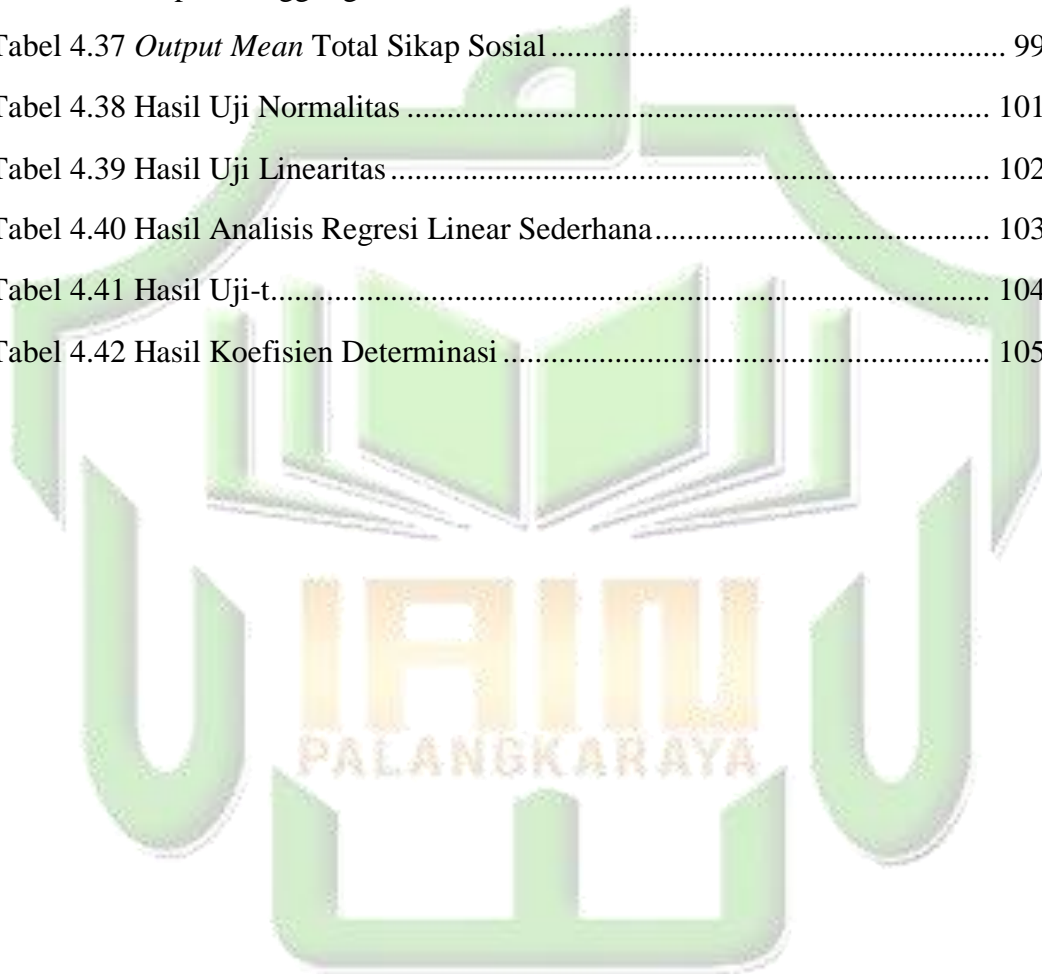 Tabel 4.37 Output Mean Total Sikap Sosial ........................................................ 99
Tabel 4.38 Hasil Uji Normalitas ........................................................................ 101
Tabel 4.39 Hasil Uji Linearitas ......................................................................... 102
Tabel 4.40 Hasil Analisis Regresi Linear Sederhana ......................................... 103
Tabel 4.41 Hasil Uji-t ........................................................................................ 104
Tabel 4.42 Hasil Koefisien Determinasi ........................................................... 105
IAIN
PALANGKARAYA